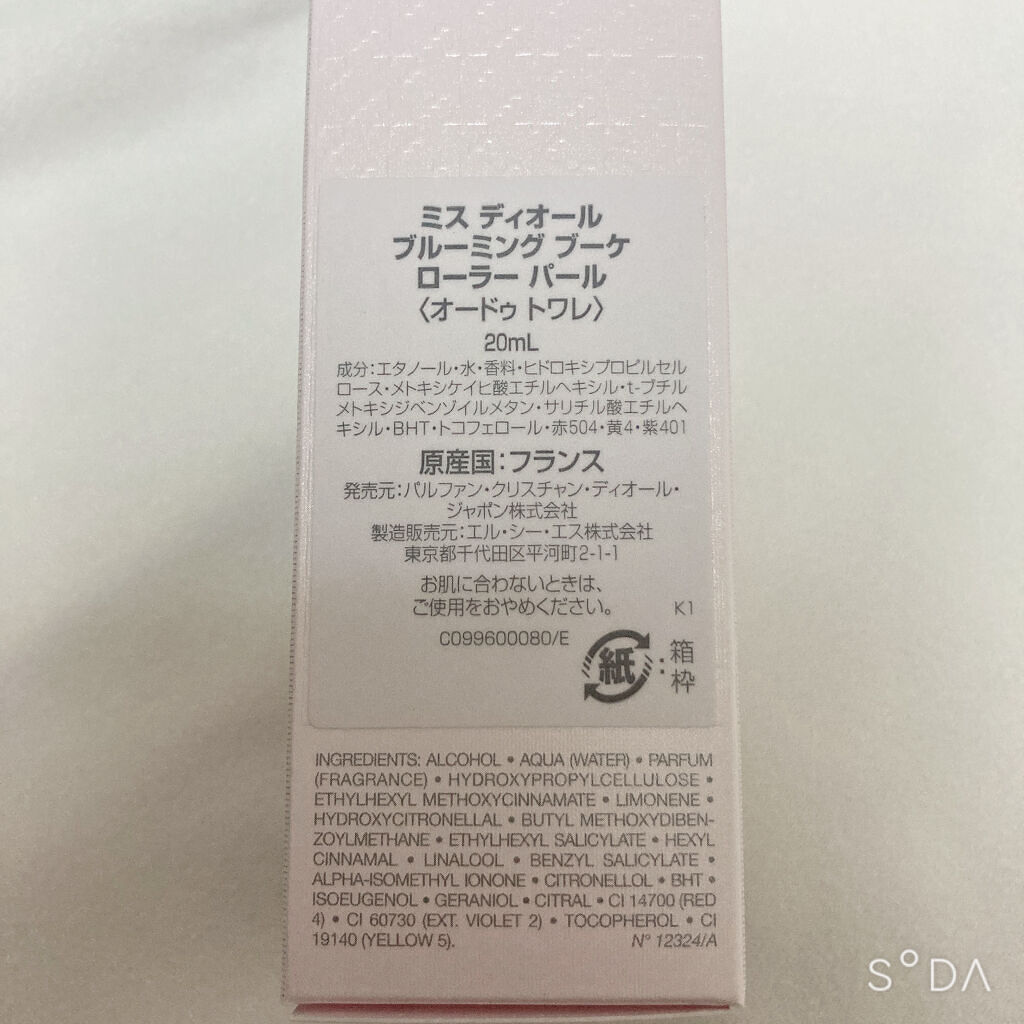 ミス ディオール
ブルーミング ブーケ
ローラー パール
〈オードゥ トワレ〉
20mL
成分:エタノール・水・香料・ヒドロキシプロピルセル
ロース・メトキシケイヒ酸エチルヘキシル・t-ブチル
メトキシジベンゾイルメタン・サリチル酸エチルヘ
キシル・BHT・トコフェロール・赤504・黄4・紫401
原産国:フランス
発売元:パルファン・クリスチャン・ディオール・
ジャポン株式会社
製造販売元:エル・シー・エス株式会社
東京都千代田区平河町2-1-1
お肌に合わないときは、
ご使用をおやめください。 K1
C099600080/E
紙:箱
枠
INGREDIENTS: ALCOHOL • AQUA (WATER) • PARFUM
(FRAGRANCE) • HYDROXYPROPYLCELLULOSE •
ETHYLHEXYL METHOXYCINNAMATE • LIMONENE •
HYDROXYCITRONELLAL • BUTYL METHOXYDIBEN-
ZOYLMETHANE • ETHYLHEXYL SALICYLATE • HEXYL
CINNAMAL • LINALOOL • BENZYL SALICYLATE •
ALPHA-ISOMETHYL IONONE • CITRONELLOL • BHT •
ISOEUGENOL • GERANIOL • CITRAL • CI 14700 (RED
4) • CI 60730 (EXT. VIOLET 2) • TOCOPHEROL • CI
19140 (YELLOW 5). N° 12324/A
SODA